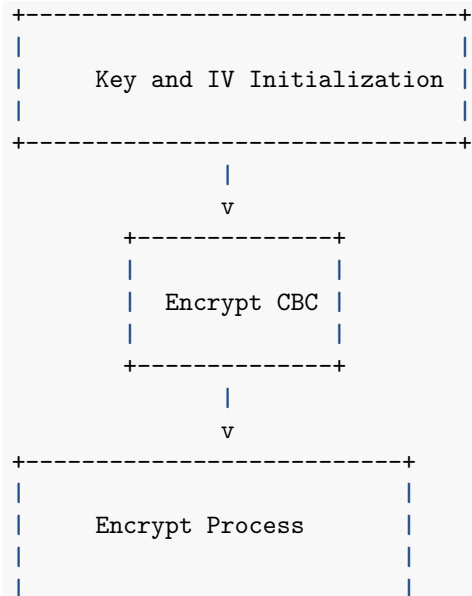 +-------------------------------+
|                               |
|     Key and IV Initialization |
|                               |
+-------------------------------+
               |
               v
        +--------------+
        |              |
        |  Encrypt CBC |
        |              |
        +--------------+
               |
               v
+---------------------------+
|                           |
|     Encrypt Process       |
|                           |
|                           |